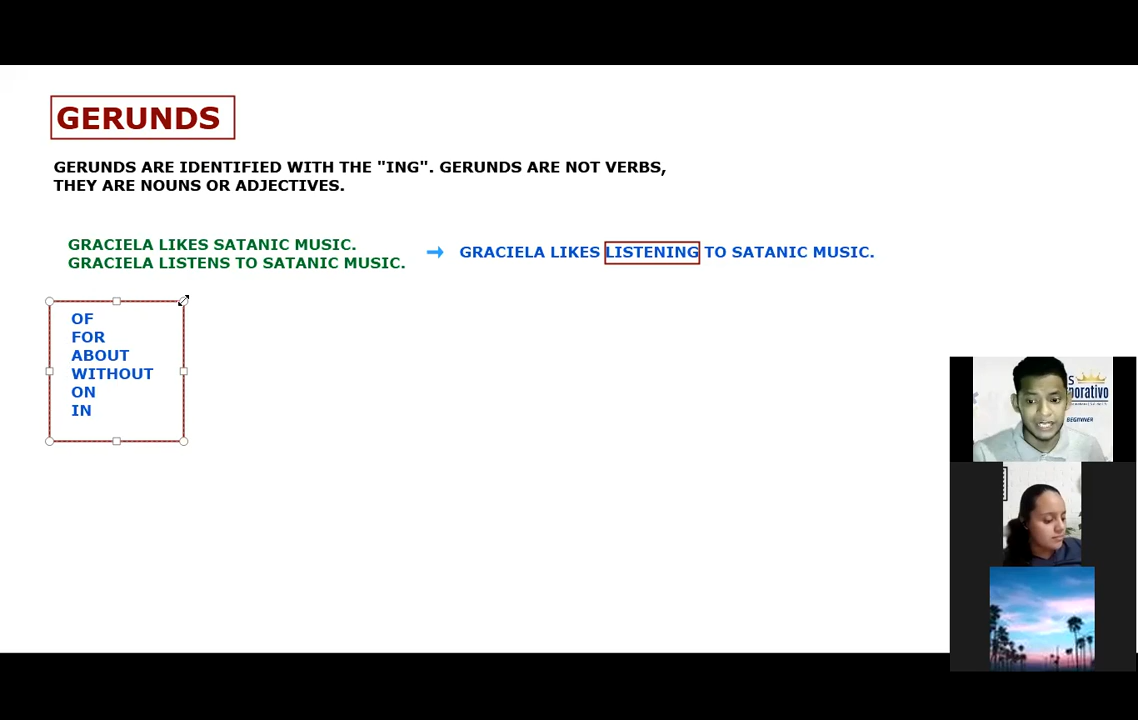 GERUNDS
GERUNDS ARE IDENTIFIED WITH THE "ING". GERUNDS ARE NOT VERBS,
THEY ARE NOUNS OR ADJECTIVES.
GRACIELA LIKES SATANIC MUSIC.
GRACIELA LISTENS TO SATANIC MUSIC.
→ GRACIELA LIKES LISTENING TO SATANIC MUSIC.
OF
FOR
ABOUT
WITHOUT
ON
IN
BEGINNER